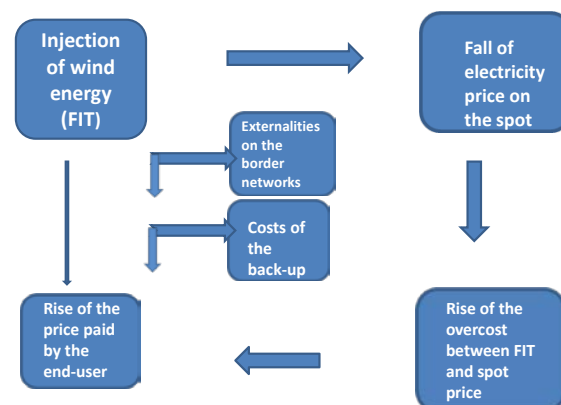 Injection
of wind
energy
(FIT)
Fall of
electricity
price on
the spot
Externalities
on the
border
networks
Costs of
the
back-up
Rise of the
price paid
by the
end-user
Rise of the
overcost
between FIT
and spot
price